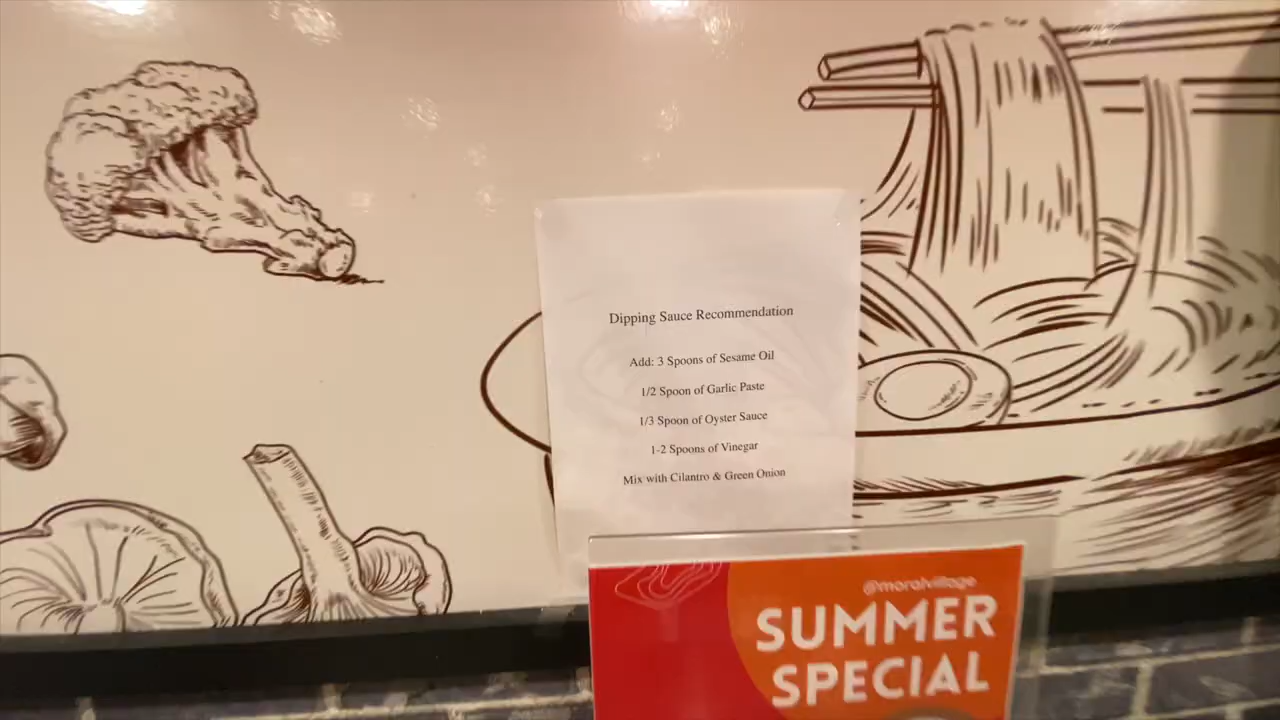 Dipping Sauce Recommendation
Add: 3 Spoons of Sesame Oil
1/2 Spoon of Garlic Paste
1/3 Spoon of Oyster Sauce
1-2 Spoons of Vinegar
Mix with Cilantro & Green Onion
@moralvillage
SUMMER
SPECIAL